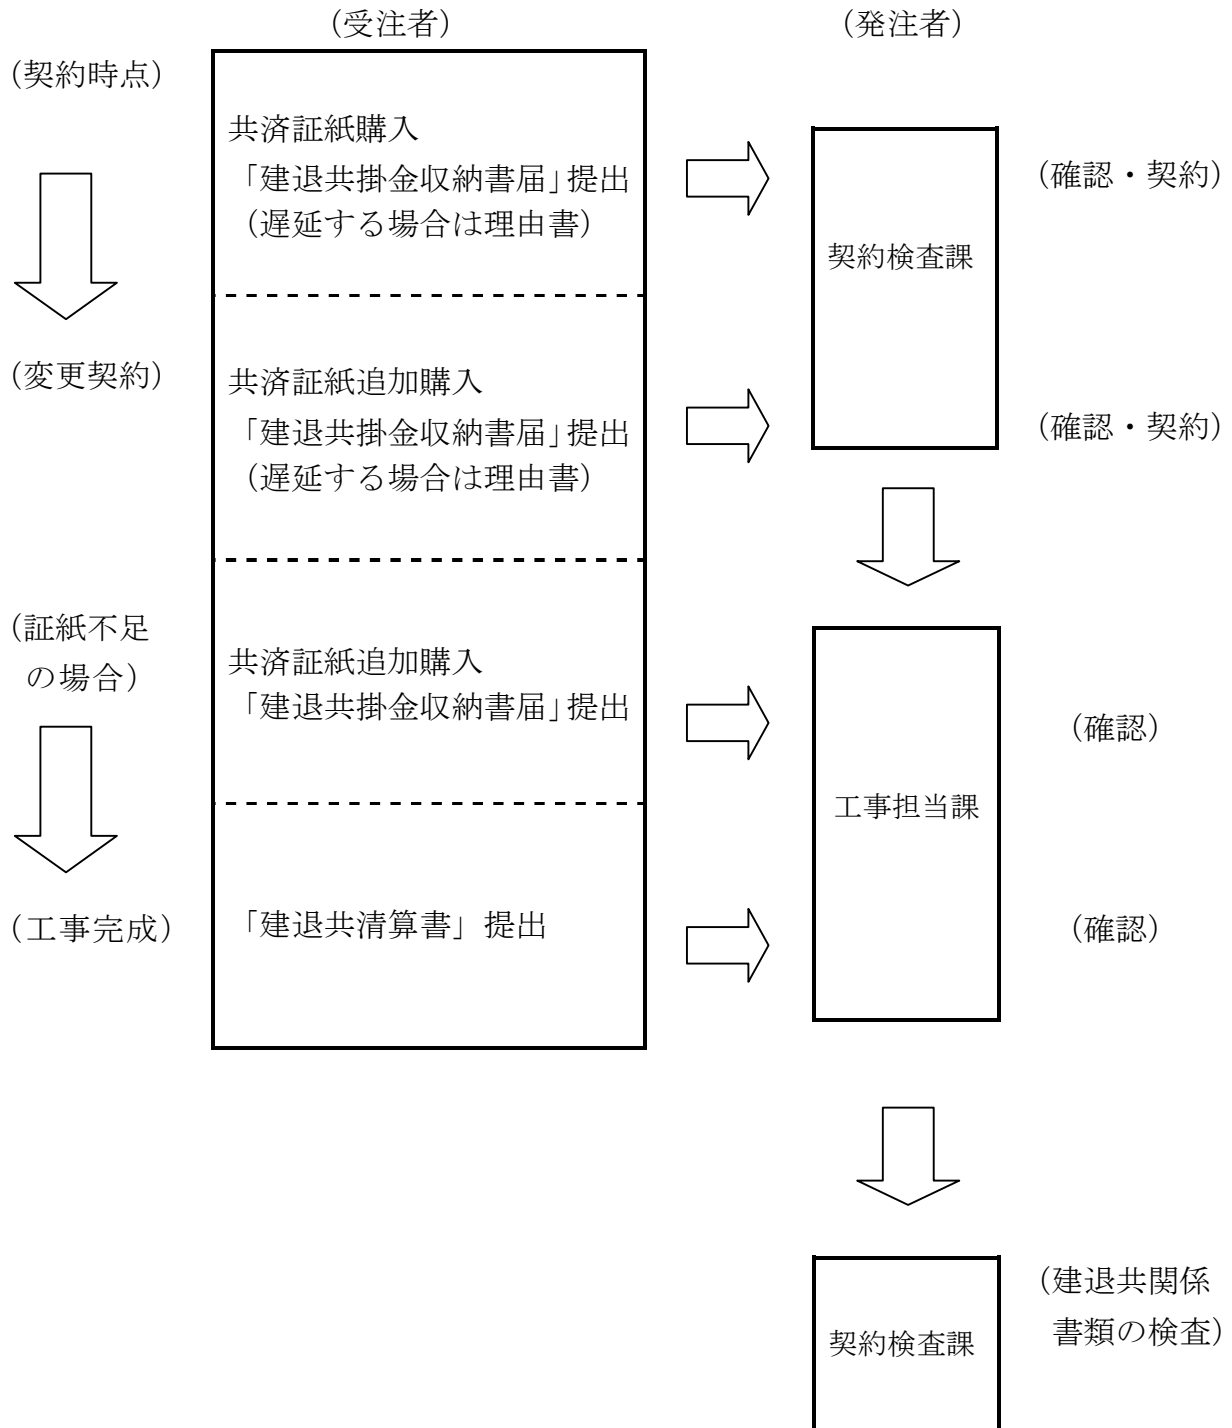 （受注者）
（発注者）
（契約時点）
共済証紙購入
「建退共掛金収納書届」提出
（遅延する場合は理由書）
（確認・契約）
契約検査課
（変更契約）
共済証紙追加購入
「建退共掛金収納書届」提出
（遅延する場合は理由書）
（確認・契約）
（証紙不足
の場合）
共済証紙追加購入
「建退共掛金収納書届」提出
（確認）
工事担当課
（工事完成）
「建退共清算書」提出
（確認）
（建退共関係
書類の検査）
契約検査課